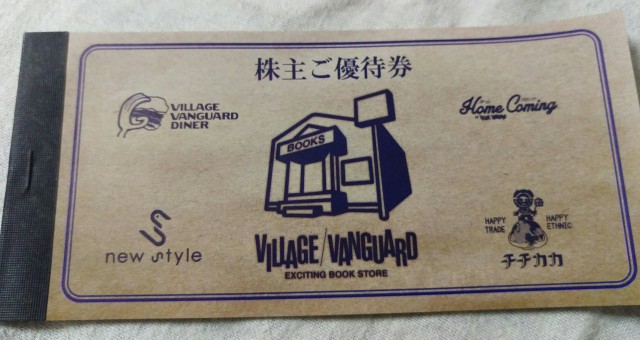 株主ご優待券
VILLAGE
VANGUARD
DINER
BOOKS
Home Coming
new style
VILLAGE/VANGUARD
EXCITING BOOK STORE
HAPPY
TRADE
HAPPY
ETHNIC
チチカカ